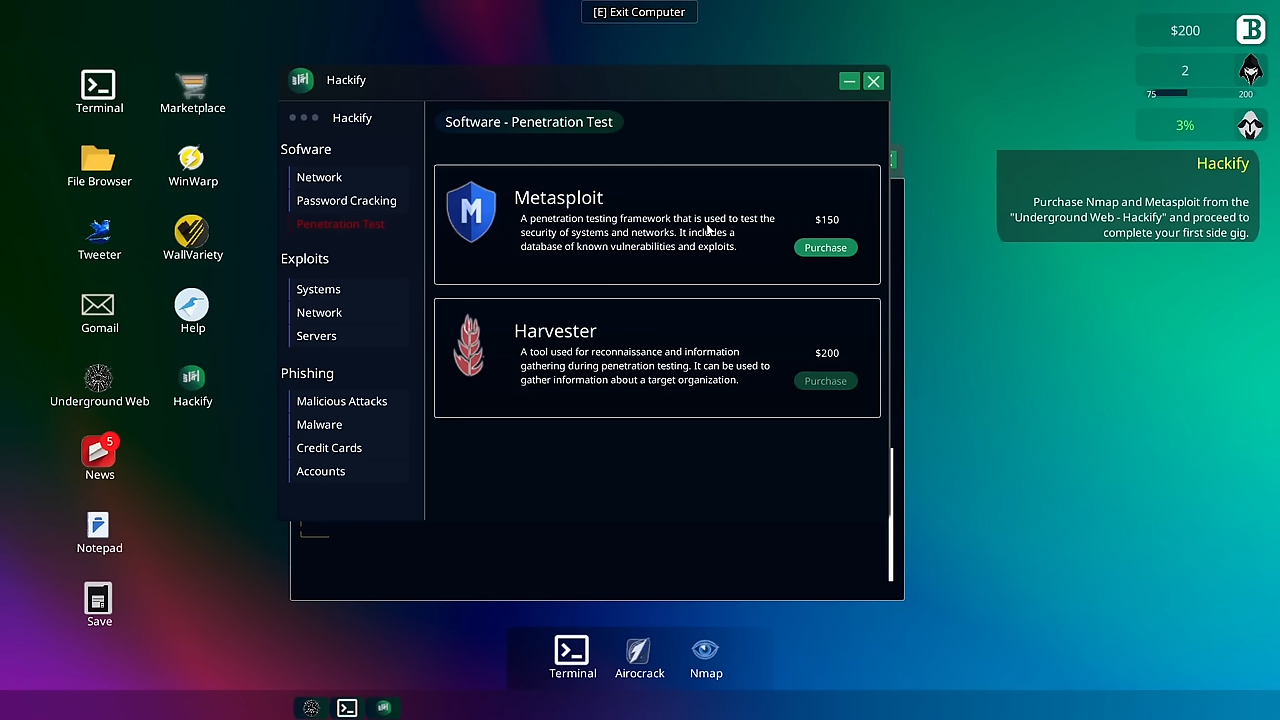 [E] Exit Computer
$200
B
2
75
200
3%
Hackify
Purchase Nmap and Metasploit from the
"Underground Web - Hackify" and proceed to
complete your first side gig.
Terminal
Marketplace
File Browser
WinWarp
Tweeter
WallVariety
Gomail
Help
Underground Web
Hackify
5
News
Notepad
Save
Hackify
Hackify
Sofware
Network
Password Cracking
Penetration Test
Exploits
Systems
Network
Servers
Phishing
Malicious Attacks
Malware
Credit Cards
Accounts
Software - Penetration Test
M
Metasploit
A penetration testing framework that is used to test the
security of systems and networks. It includes a
database of known vulnerabilities and exploits.
$150
Purchase
Harvester
A tool used for reconnaissance and information
gathering during penetration testing. It can be used to
gather information about a target organization.
$200
Purchase
Terminal
Airocrack
Nmap